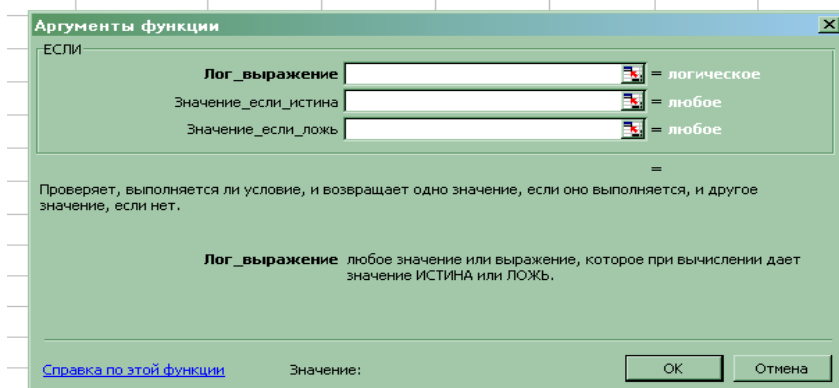 Аргументы функции
ЕСЛИ
Лог_выражение = логическое
Значение_если_истина = любое
Значение_если_ложь = любое
=
Проверяет, выполняется ли условие, и возвращает одно значение, если оно выполняется, и другое
значение, если нет.
Лог_выражение любое значение или выражение, которое при вычислении дает
значение ИСТИНА или ЛОЖЬ.
Справка по этой функции Значение: ОК Отмена